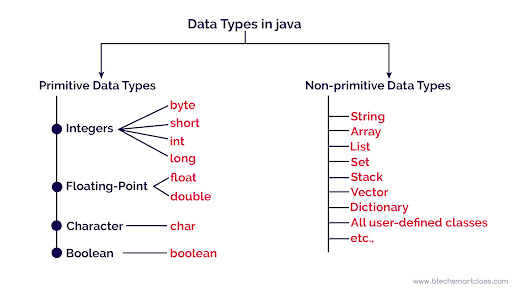 Data Types in java
Primitive Data Types
Integers
byte
short
int
long
Floating-Point
float
double
Character
char
Boolean
boolean
Non-primitive Data Types
String
Array
List
Set
Stack
Vector
Dictionary
All user-defined classes
etc.,
www.btechsmartclass.com